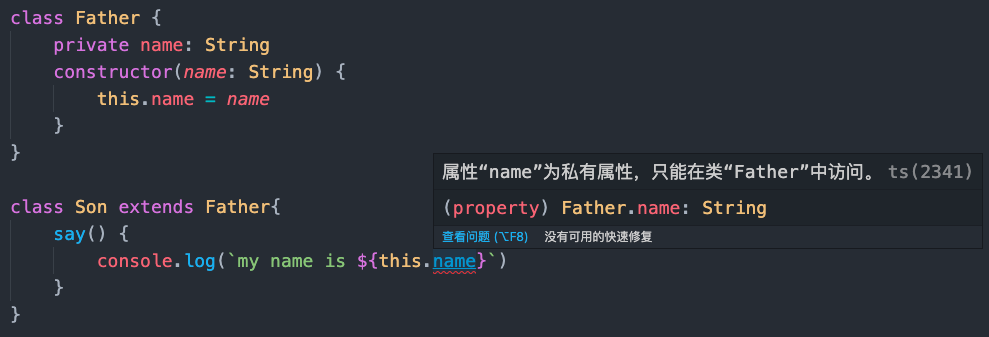 class Father {
    private name: String
    constructor(name: String) {
        this.name = name
    }
}
属性“name”为私有属性，只能在类“Father”中访问。 ts(2341)
(property) Father.name: String
查看问题 (⌥F8) 没有可用的快速修复
class Son extends Father{
    say() {
        console.log(`my name is ${this.name}`)
    }
}